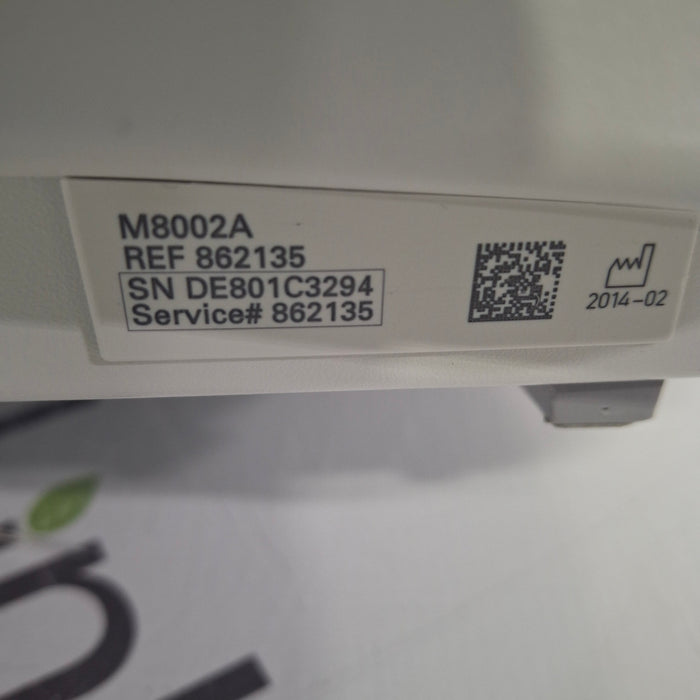 M8002A
REF 862135
SN DE801C3294
Service# 862135
2014-02